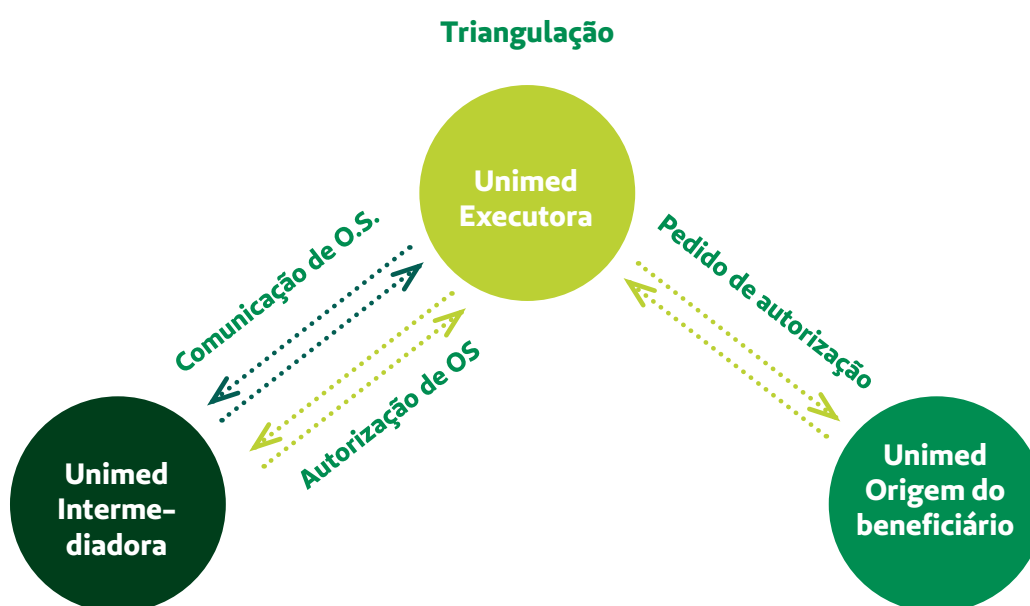 Triangulação
Unimed
Executora
Comunicação de O.S.
Autorização de OS
Pedido de autorização
Unimed
Interme-
diadora
Unimed
Origem do
beneficiário